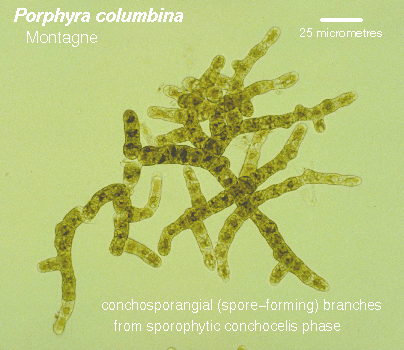 Porphyra columbina
Montagne
25 micrometres
conchosporangial (spore–forming) branches
from sporophytic conchocelis phase